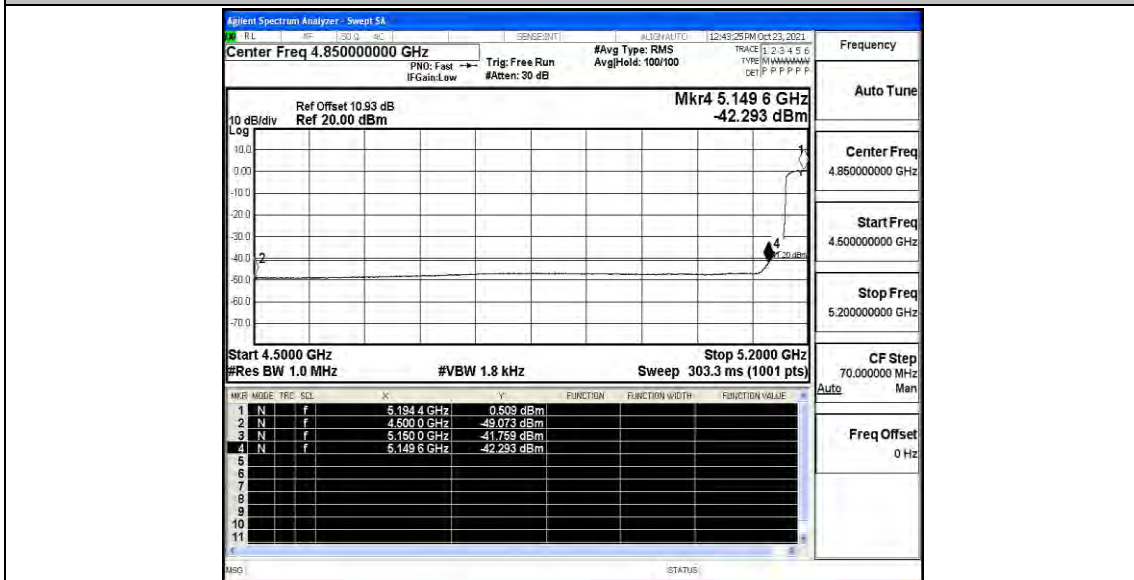 Agilent Spectrum Analyzer - Swept SA
RL RF 50 Ω AC SENSE:INT ALIGN AUTO 12:43:25 PM Oct 23, 2021
Center Freq 4.850000000 GHz
PNO: Fast
IFGain:Low
Trig: Free Run
#Atten: 30 dB
#Avg Type: RMS
Avg|Hold: 100/100
TRACE 1 2 3 4 5 6
TYPE M
DET P P P P P P
Frequency
Auto Tune
Center Freq
4.850000000 GHz
Start Freq
4.500000000 GHz
Stop Freq
5.200000000 GHz
CF Step
70.000000 MHz
Auto Man
Freq Offset
0 Hz
Ref Offset 10.93 dB
10 dB/div Ref 20.00 dBm
Mkr4 5.149 6 GHz
-42.293 dBm
Log
10.0
0.00
-10.0
-20.0
-30.0
-40.0
-50.0
-60.0
-70.0
1
2
4
Start 4.5000 GHz Stop 5.2000 GHz
#Res BW 1.0 MHz #VBW 1.8 kHz Sweep 303.3 ms (1001 pts)
MKR MODE TRC SCL X Y FUNCTION FUNCTION WIDTH FUNCTION VALUE
1 N f 5.194 4 GHz 0.509 dBm
2 N f 4.500 0 GHz -49.073 dBm
3 N f 5.150 0 GHz -41.759 dBm
4 N f 5.149 6 GHz -42.293 dBm
5
6
7
8
9
10
11
MSG STATUS